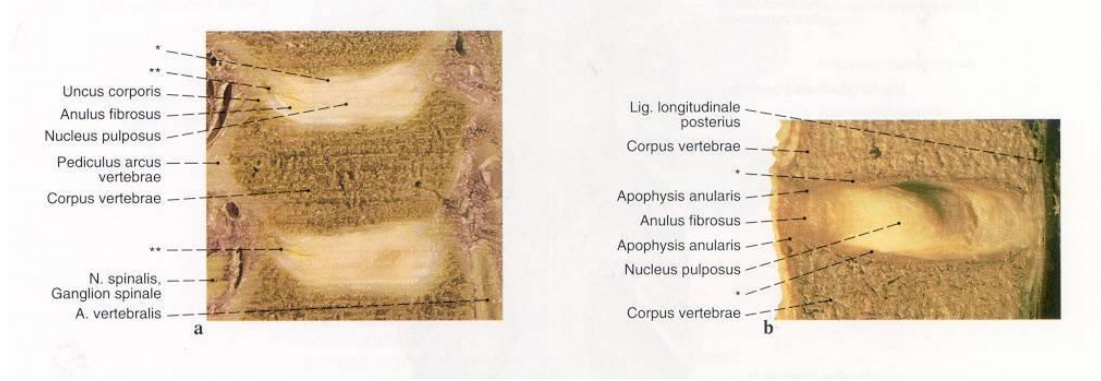 *
**
Uncus corporis
Anulus fibrosus
Nucleus pulposus
Pediculus arcus
vertebrae
Corpus vertebrae
**
N. spinalis,
Ganglion spinale
A. vertebralis
a
Lig. longitudinale
posterius
Corpus vertebrae
*
Apophysis anularis
Anulus fibrosus
Apophysis anularis
Nucleus pulposus
*
Corpus vertebrae
b